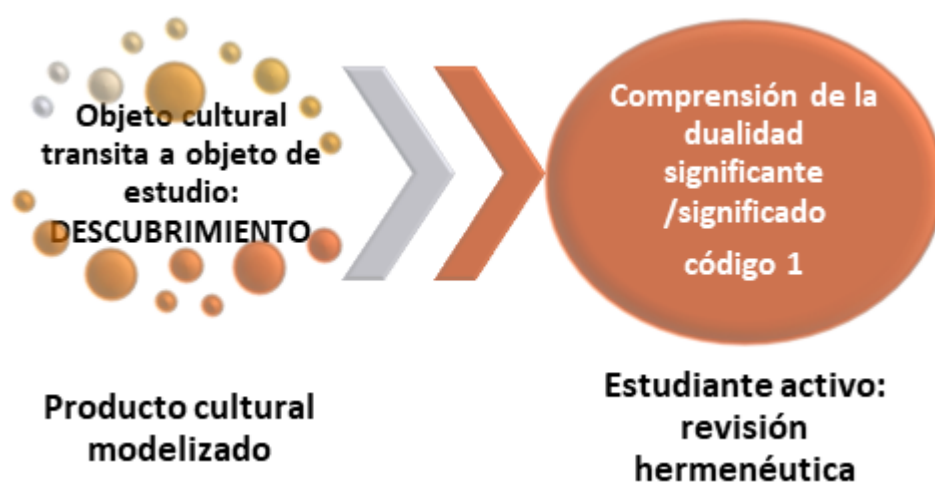 Objeto cultural
transita a objeto de
estudio:
DESCUBRIMIENTO
Producto cultural
modelizado
Comprensión de la
dualidad
significante
/significado
código 1
Estudiante activo:
revisión
hermenéutica